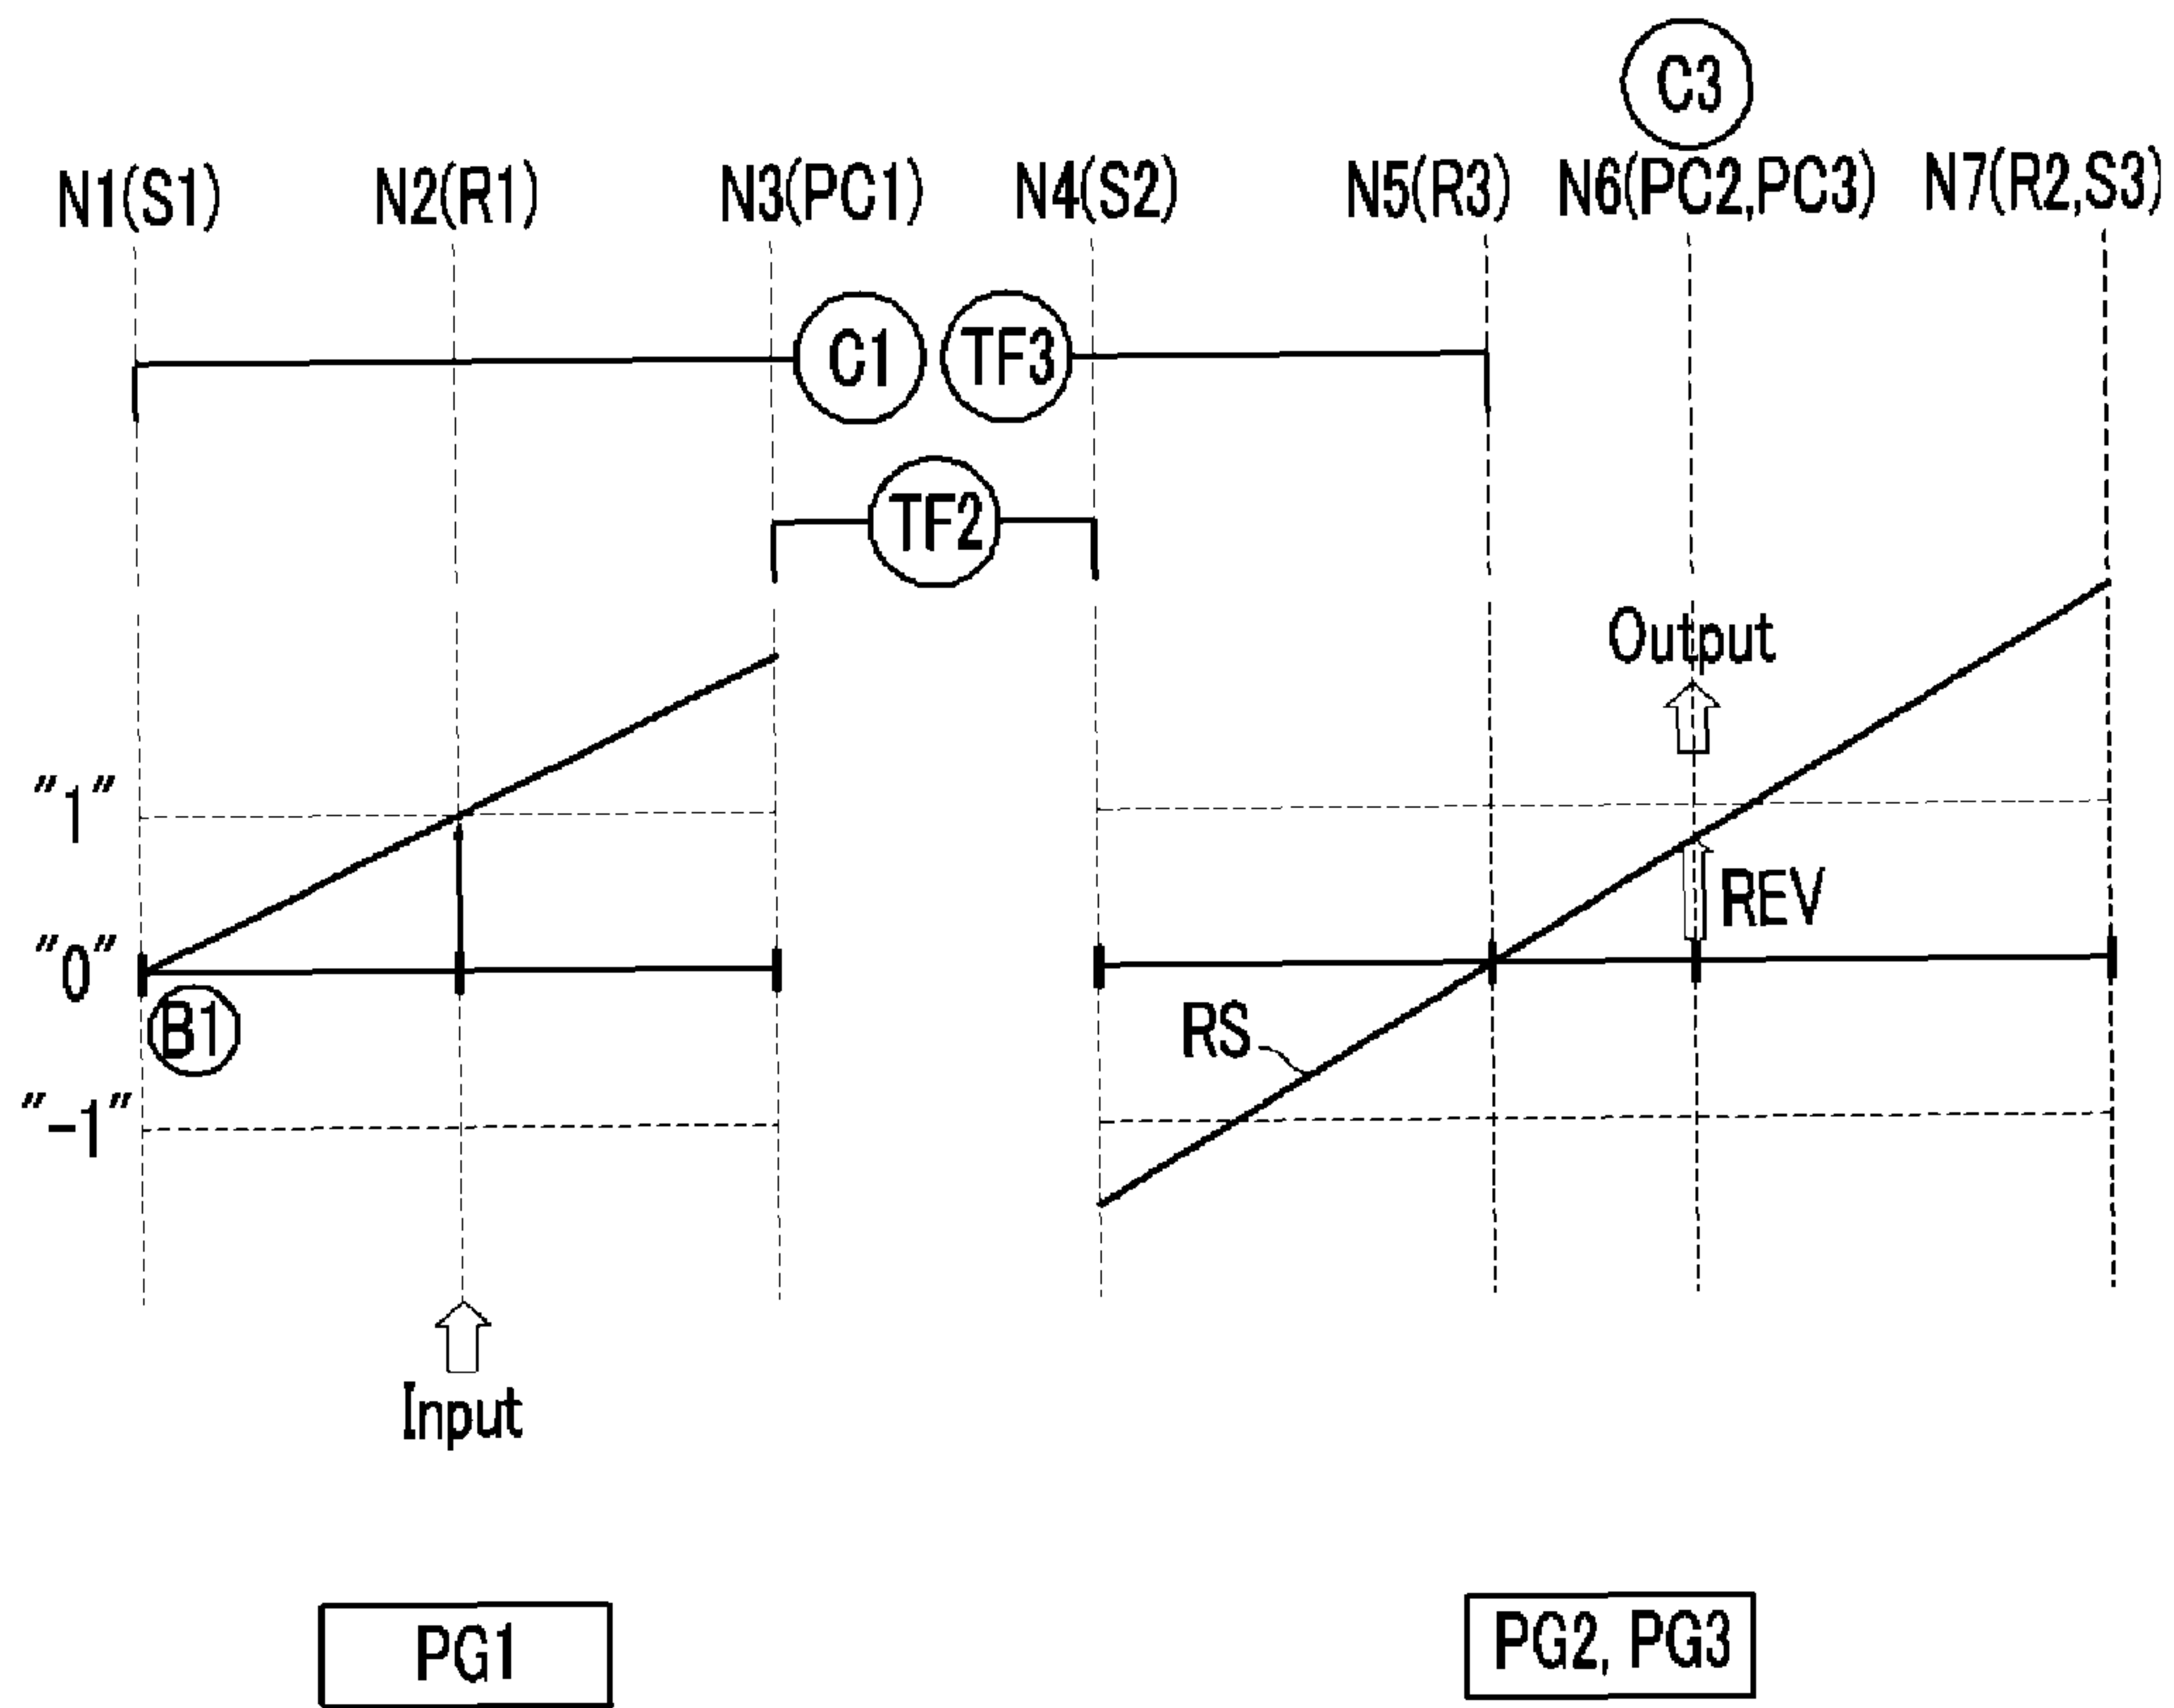 C3
N1(S1) N2(R1) N3(PC1) N4(S2) N5(R3) N6(PC2,PC3) N7(R2,S3)
C1 TF3
TF2
Output
"1"
REV
"0"
B1
RS
"-1"
Input
PG1 PG2, PG3